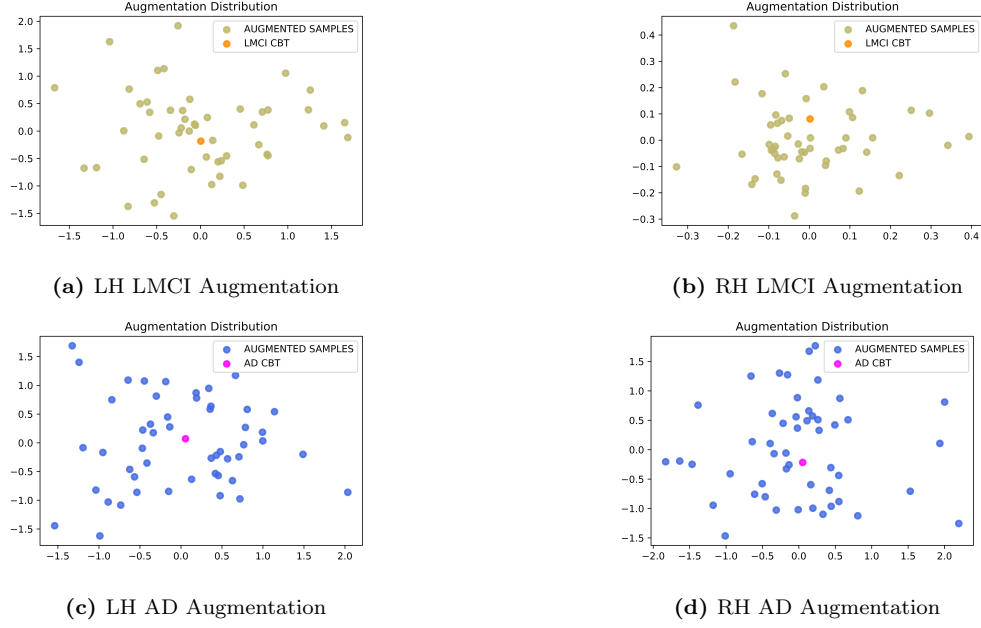 Augmentation Distribution
AUGMENTED SAMPLES
LMCI CBT
2.0
1.5
1.0
0.5
0.0
−0.5
−1.0
−1.5
−1.5 −1.0 −0.5 0.0 0.5 1.0 1.5
(a) LH LMCI Augmentation
Augmentation Distribution
AUGMENTED SAMPLES
LMCI CBT
0.4
0.3
0.2
0.1
0.0
−0.1
−0.2
−0.3
−0.3 −0.2 −0.1 0.0 0.1 0.2 0.3 0.4
(b) RH LMCI Augmentation
Augmentation Distribution
AUGMENTED SAMPLES
AD CBT
1.5
1.0
0.5
0.0
−0.5
−1.0
−1.5
−1.5 −1.0 −0.5 0.0 0.5 1.0 1.5 2.0
(c) LH AD Augmentation
Augmentation Distribution
AUGMENTED SAMPLES
AD CBT
1.5
1.0
0.5
0.0
−0.5
−1.0
−1.5
−2.0 −1.5 −1.0 −0.5 0.0 0.5 1.0 1.5 2.0
(d) RH AD Augmentation